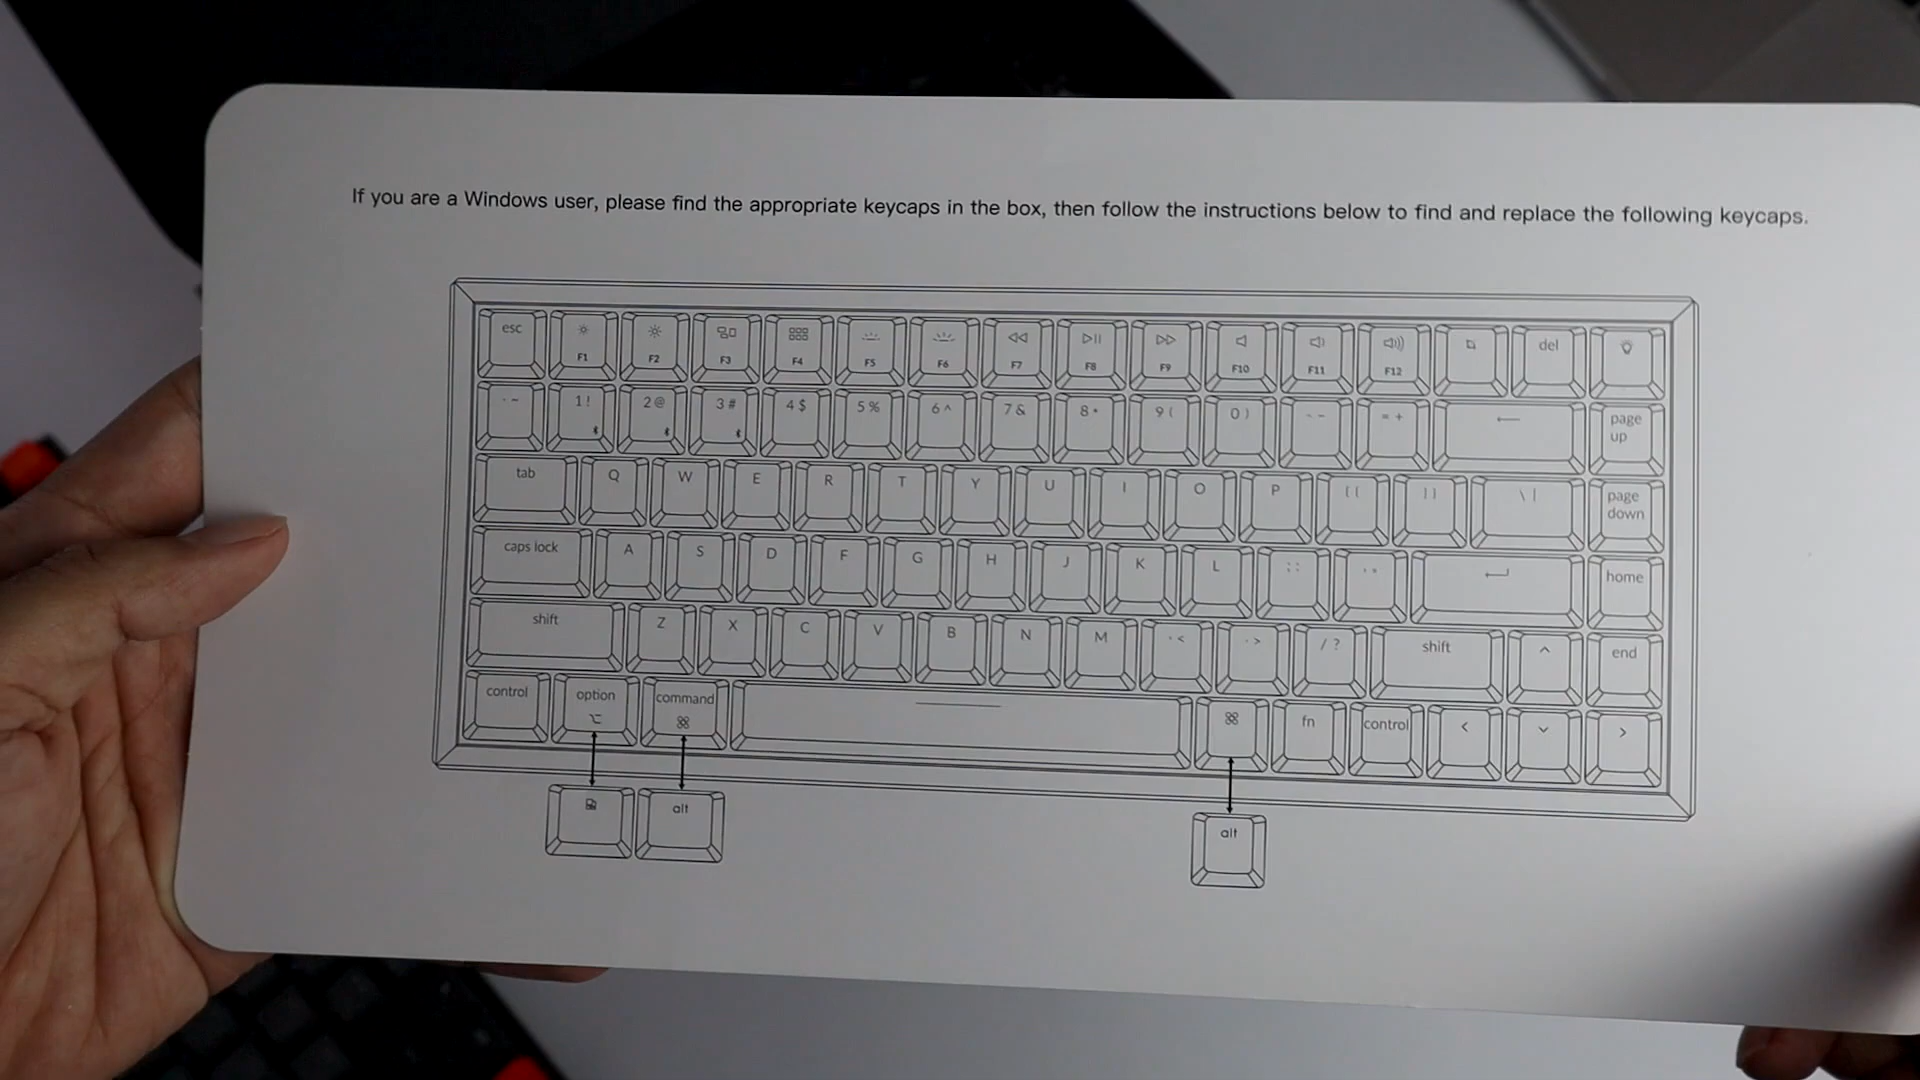 If you are a Windows user, please find the appropriate keycaps in the box, then follow the instructions below to find and replace the following keycaps.
esc F1 F2 F3 F4 F5 F6 F7 F8 F9 F10 F11 F12 del
1 ! 2 @ 3 # 4 $ 5 % 6 ^ 7 & 8 * 9 ( 0 ) = + page up
tab Q W E R T Y U I O P \ | page down
caps lock A S D F G H J K L home
shift Z X C V B N M < > / ? shift ^ end
control option ⌥ command ⌘ ⌘ fn control < ⌄ >
alt alt